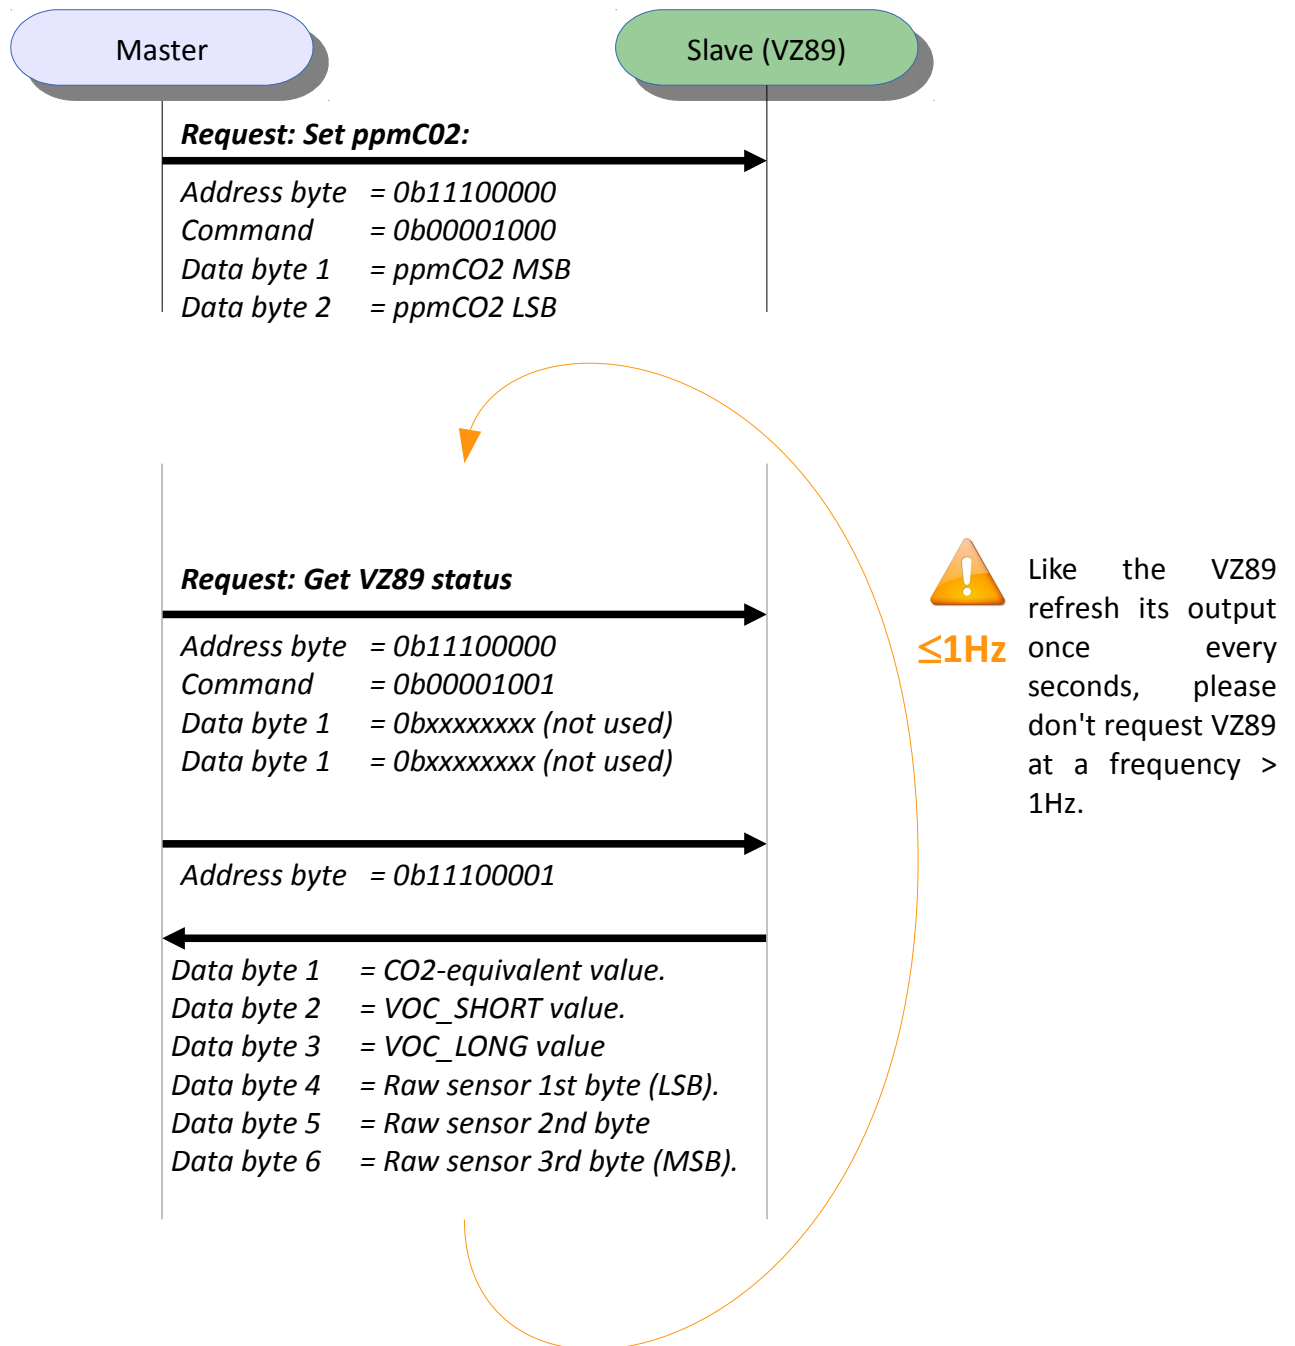 Master
Slave (VZ89)
Request: Set ppmC02:
Address byte = 0b11100000
Command = 0b00001000
Data byte 1 = ppmCO2 MSB
Data byte 2 = ppmCO2 LSB
Request: Get VZ89 status
Address byte = 0b11100000
Command = 0b00001001
Data byte 1 = 0bxxxxxxxx (not used)
Data byte 1 = 0bxxxxxxxx (not used)
≤1Hz
Like the VZ89
refresh its output
once every
seconds, please
don't request VZ89
at a frequency >
1Hz.
Address byte = 0b11100001
Data byte 1 = CO2-equivalent value.
Data byte 2 = VOC_SHORT value.
Data byte 3 = VOC_LONG value
Data byte 4 = Raw sensor 1st byte (LSB).
Data byte 5 = Raw sensor 2nd byte
Data byte 6 = Raw sensor 3rd byte (MSB).